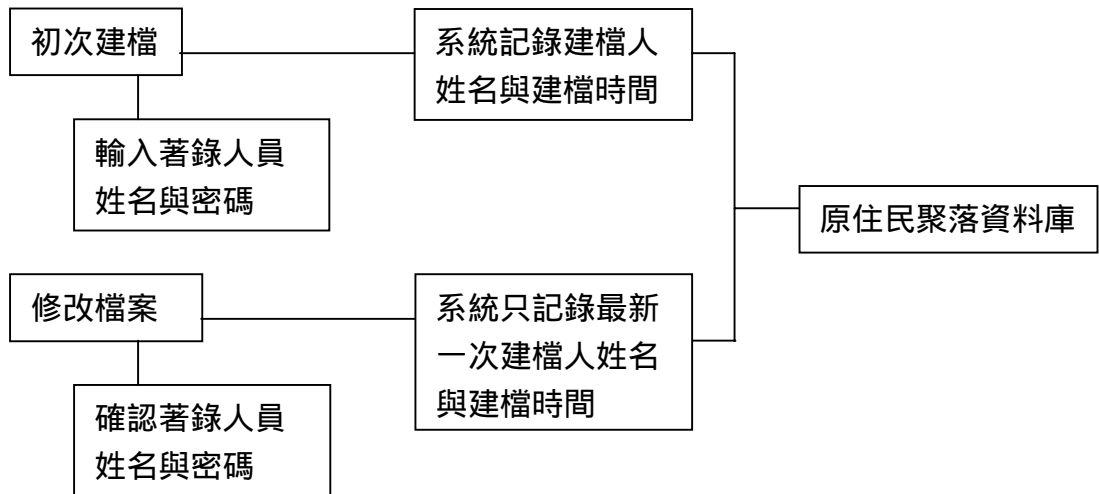 初次建檔
系統記錄建檔人
姓名與建檔時間
輸入著錄人員
姓名與密碼
原住民聚落資料庫
修改檔案
系統只記錄最新
一次建檔人姓名
與建檔時間
確認著錄人員
姓名與密碼